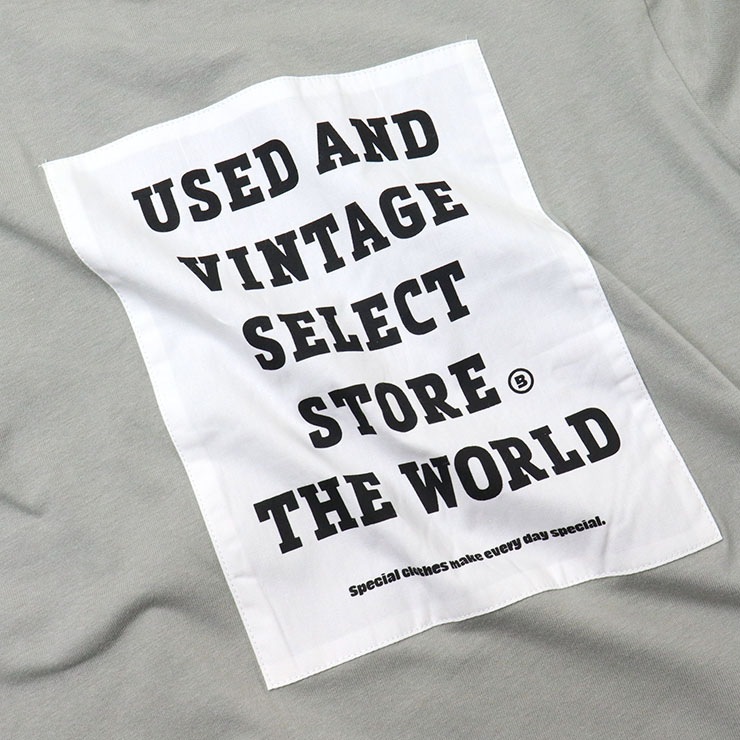 USED AND
VINTAGE
SELECT
STORE Ⓑ
THE WORLD
Special clothes make every day special.